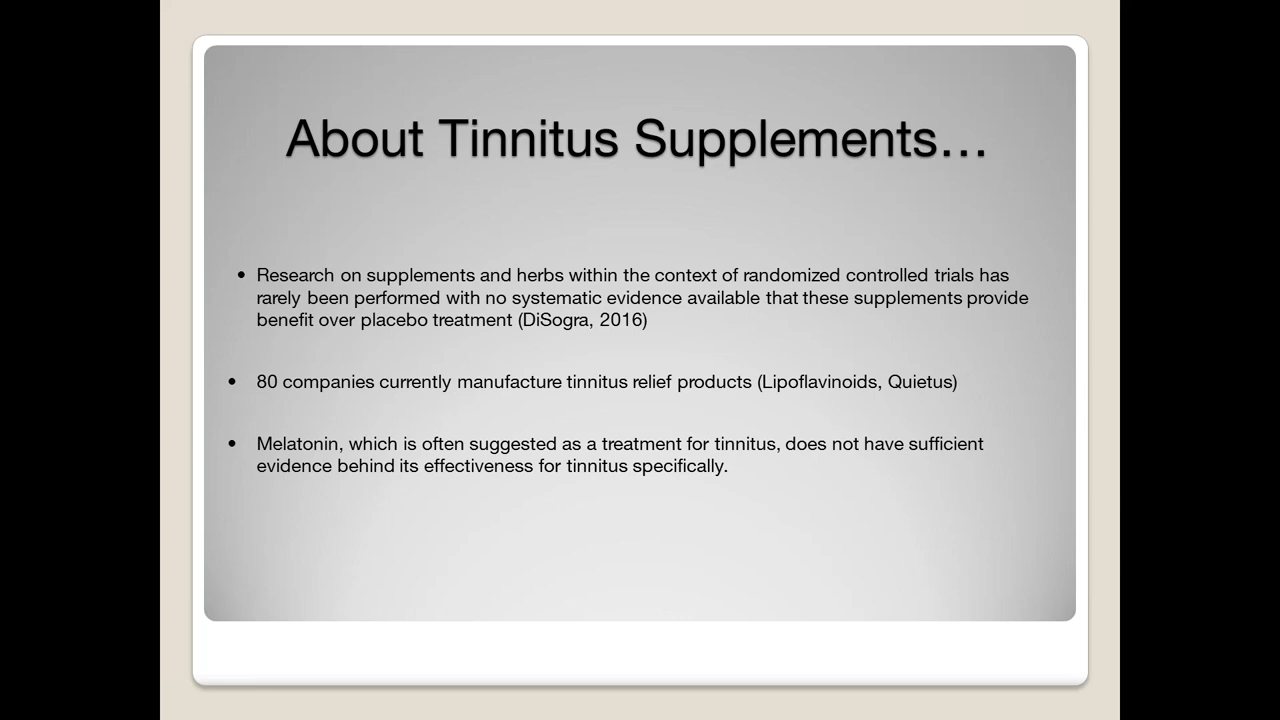 About Tinnitus Supplements…
• Research on supplements and herbs within the context of randomized controlled trials has
rarely been performed with no systematic evidence available that these supplements provide
benefit over placebo treatment (DiSogra, 2016)
• 80 companies currently manufacture tinnitus relief products (Lipoflavinoids, Quietus)
• Melatonin, which is often suggested as a treatment for tinnitus, does not have sufficient
evidence behind its effectiveness for tinnitus specifically.